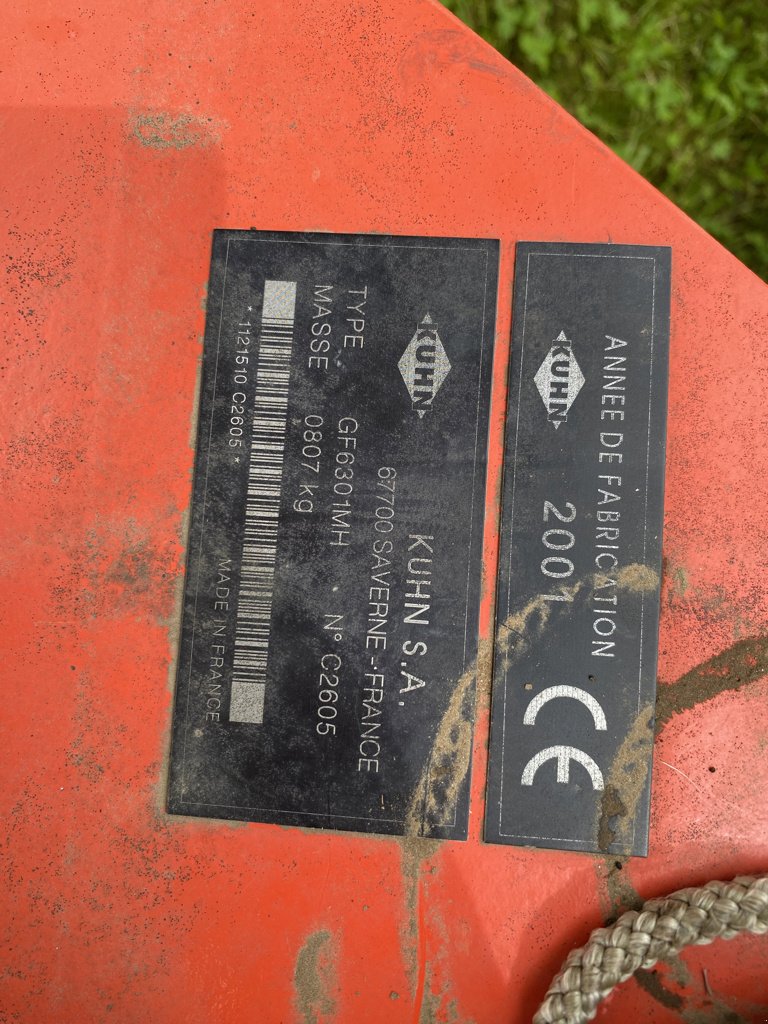 ANNEE DE FABRICATION
KUHN
2001
CE
KUHN
KUHN S.A.
67700 SAVERNE - FRANCE
TYPE GF6301MH N° C2605
MASSE 0807 kg
*1121510 C2605*
MADE IN FRANCE